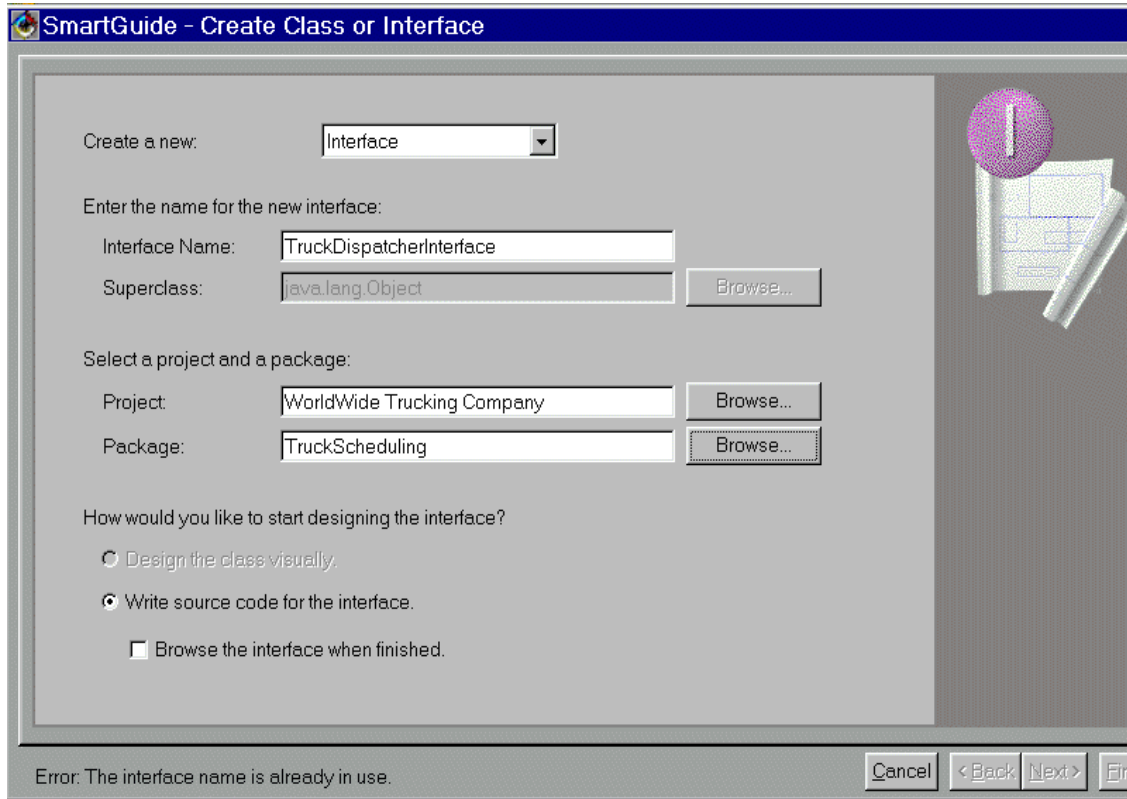 SmartGuide - Create Class or Interface
Create a new: Interface
Enter the name for the new interface:
Interface Name: TruckDispatcherInterface
Superclass: java.lang.Object Browse...
Select a project and a package:
Project: WorldWide Trucking Company Browse...
Package: TruckScheduling Browse...
How would you like to start designing the interface?
Design the class visually.
Write source code for the interface.
Browse the interface when finished.
Error: The interface name is already in use. Cancel < Back Next >